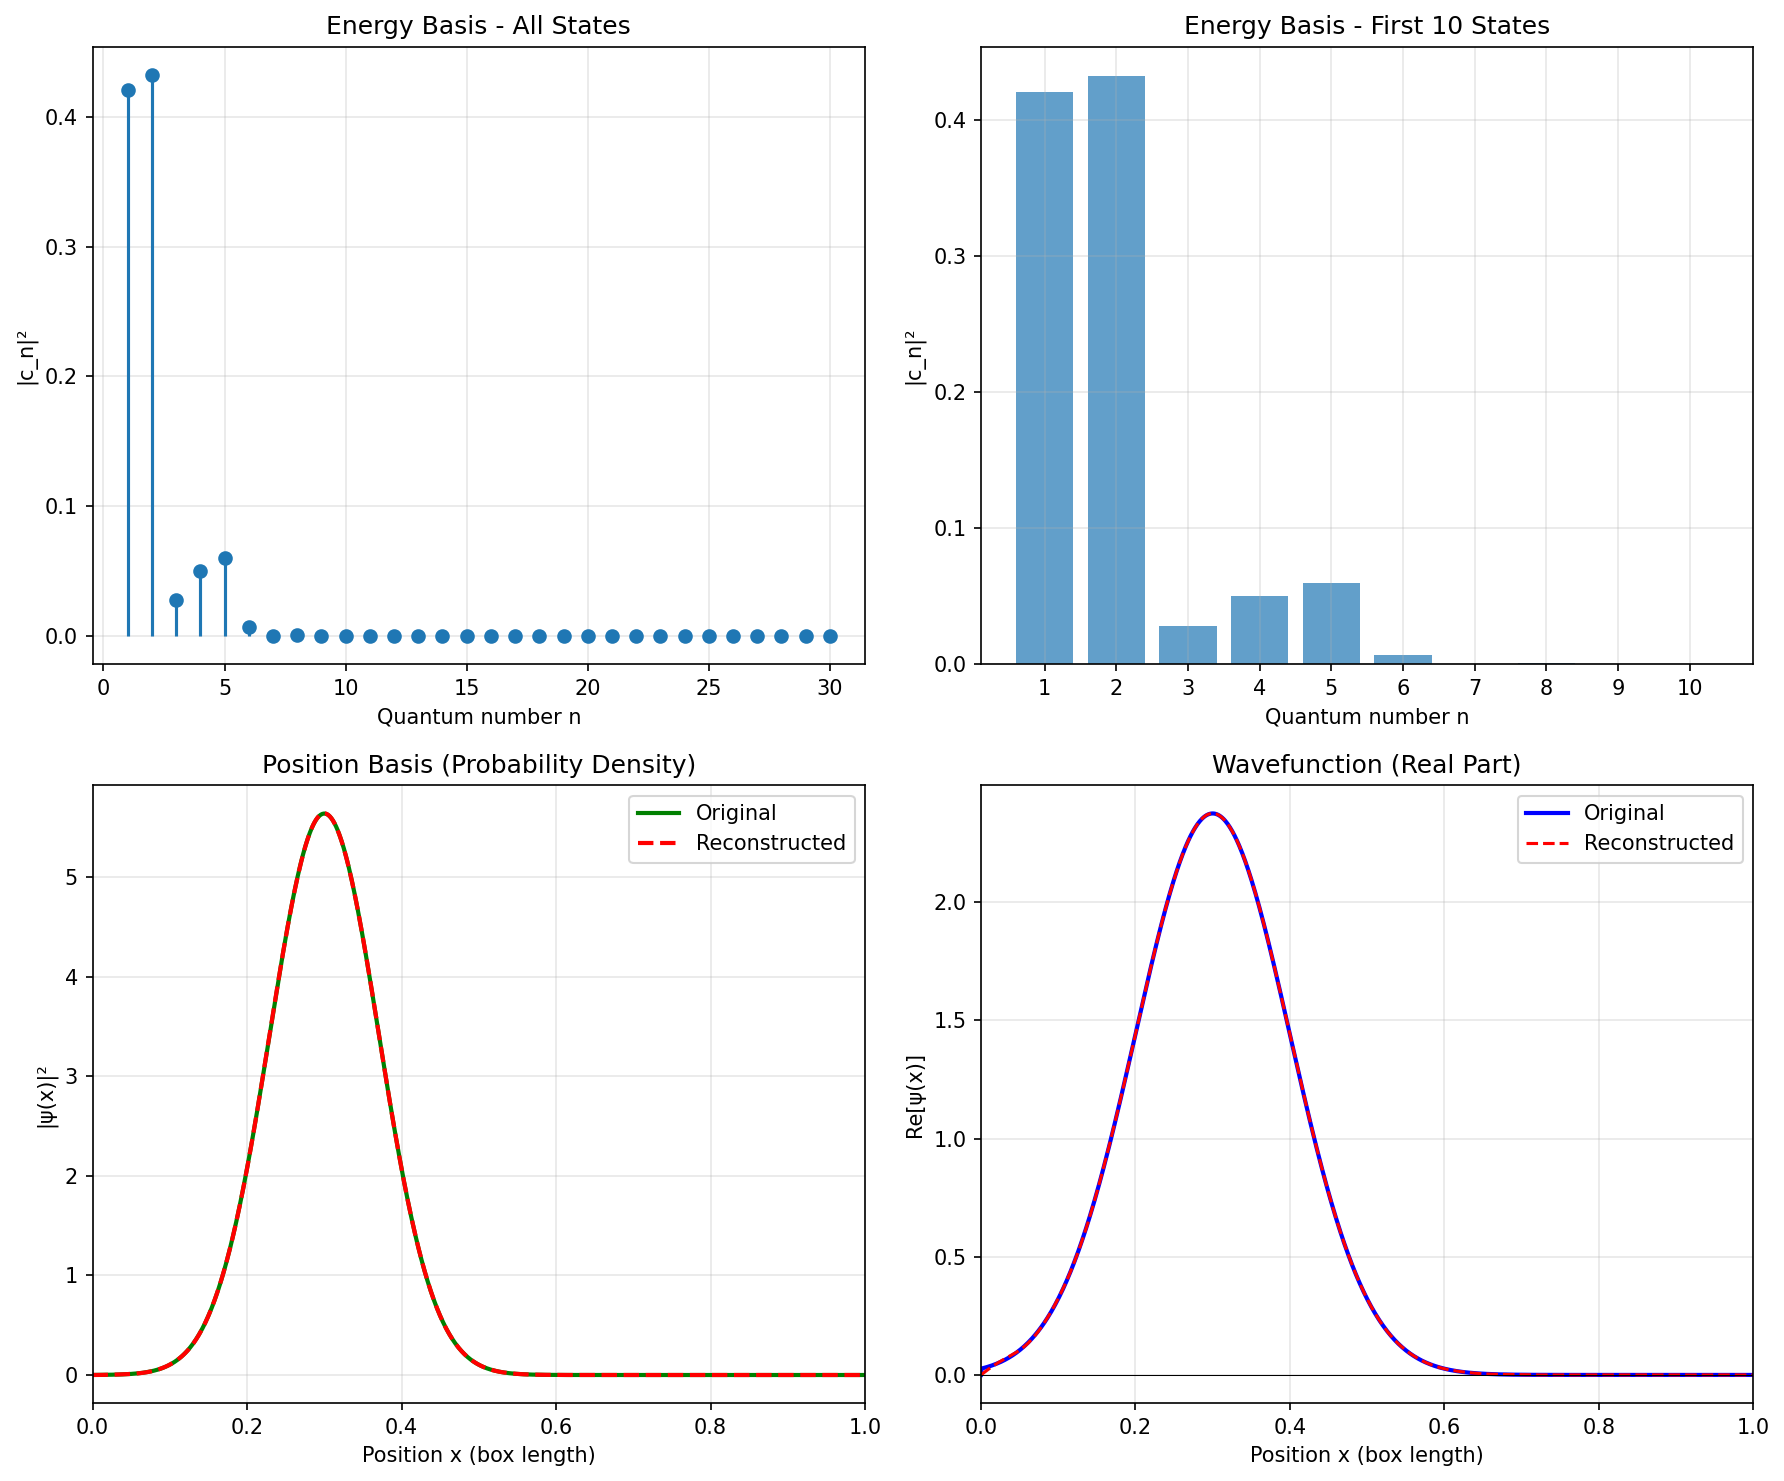 Energy Basis - All States
|c_n|²
0.4
0.3
0.2
0.1
0.0
0 5 10 15 20 25 30
Quantum number n
Energy Basis - First 10 States
|c_n|²
0.4
0.3
0.2
0.1
0.0
1 2 3 4 5 6 7 8 9 10
Quantum number n
Position Basis (Probability Density)
Original
Reconstructed
|ψ(x)|²
5
4
3
2
1
0
0.0 0.2 0.4 0.6 0.8 1.0
Position x (box length)
Wavefunction (Real Part)
Original
Reconstructed
Re[ψ(x)]
2.0
1.5
1.0
0.5
0.0
0.0 0.2 0.4 0.6 0.8 1.0
Position x (box length)